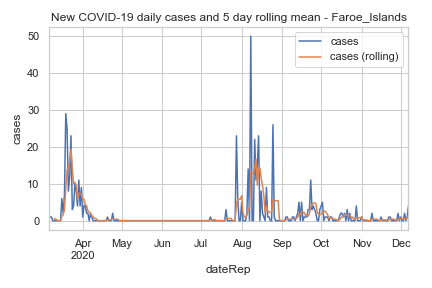 New COVID-19 daily cases and 5 day rolling mean - Faroe_Islands
cases
cases (rolling)
50
40
30
20
10
0
cases
Apr May Jun Jul Aug Sep Oct Nov Dec
2020
dateRep